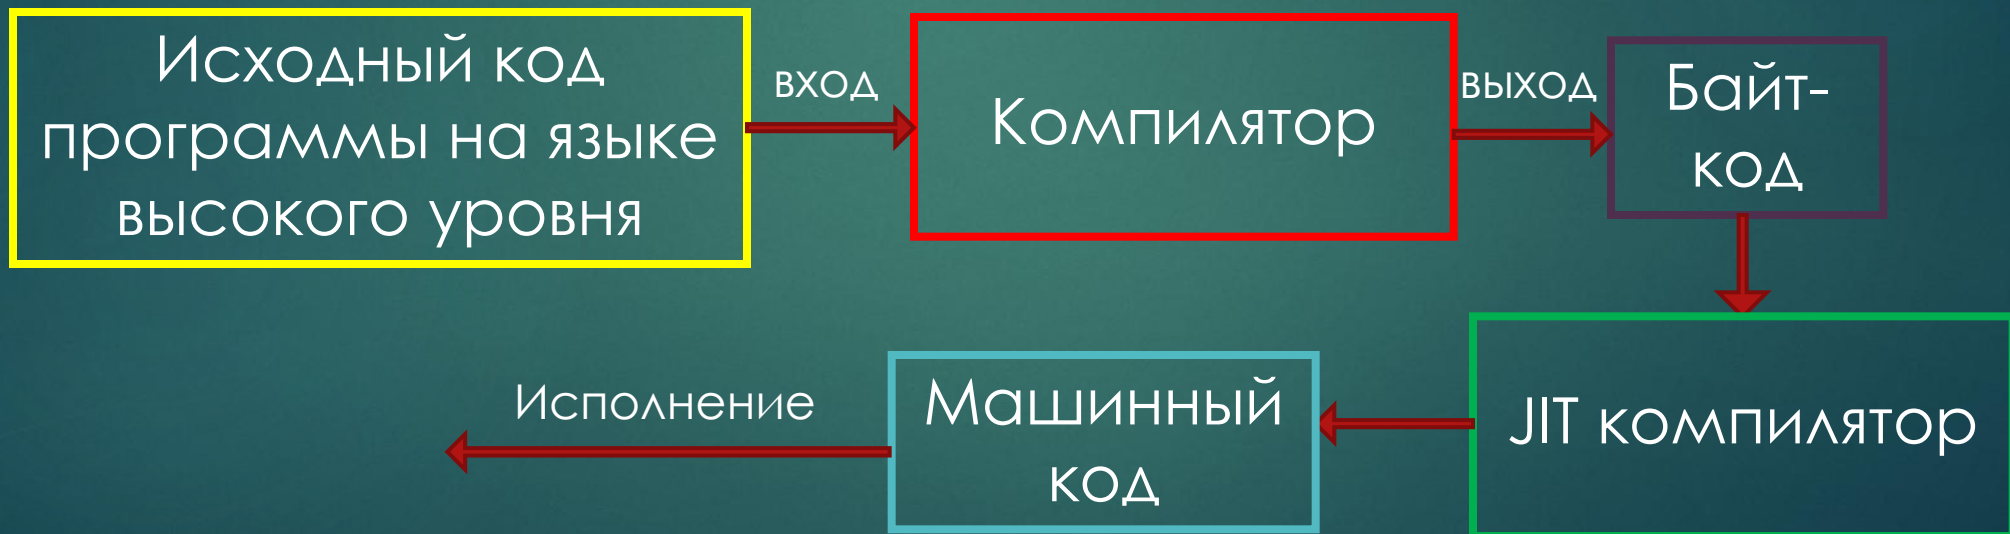 Исходный код
программы на языке
высокого уровня
вход
Компилятор
выход
Байт-
код
JIT компилятор
Машинный
код
Исполнение